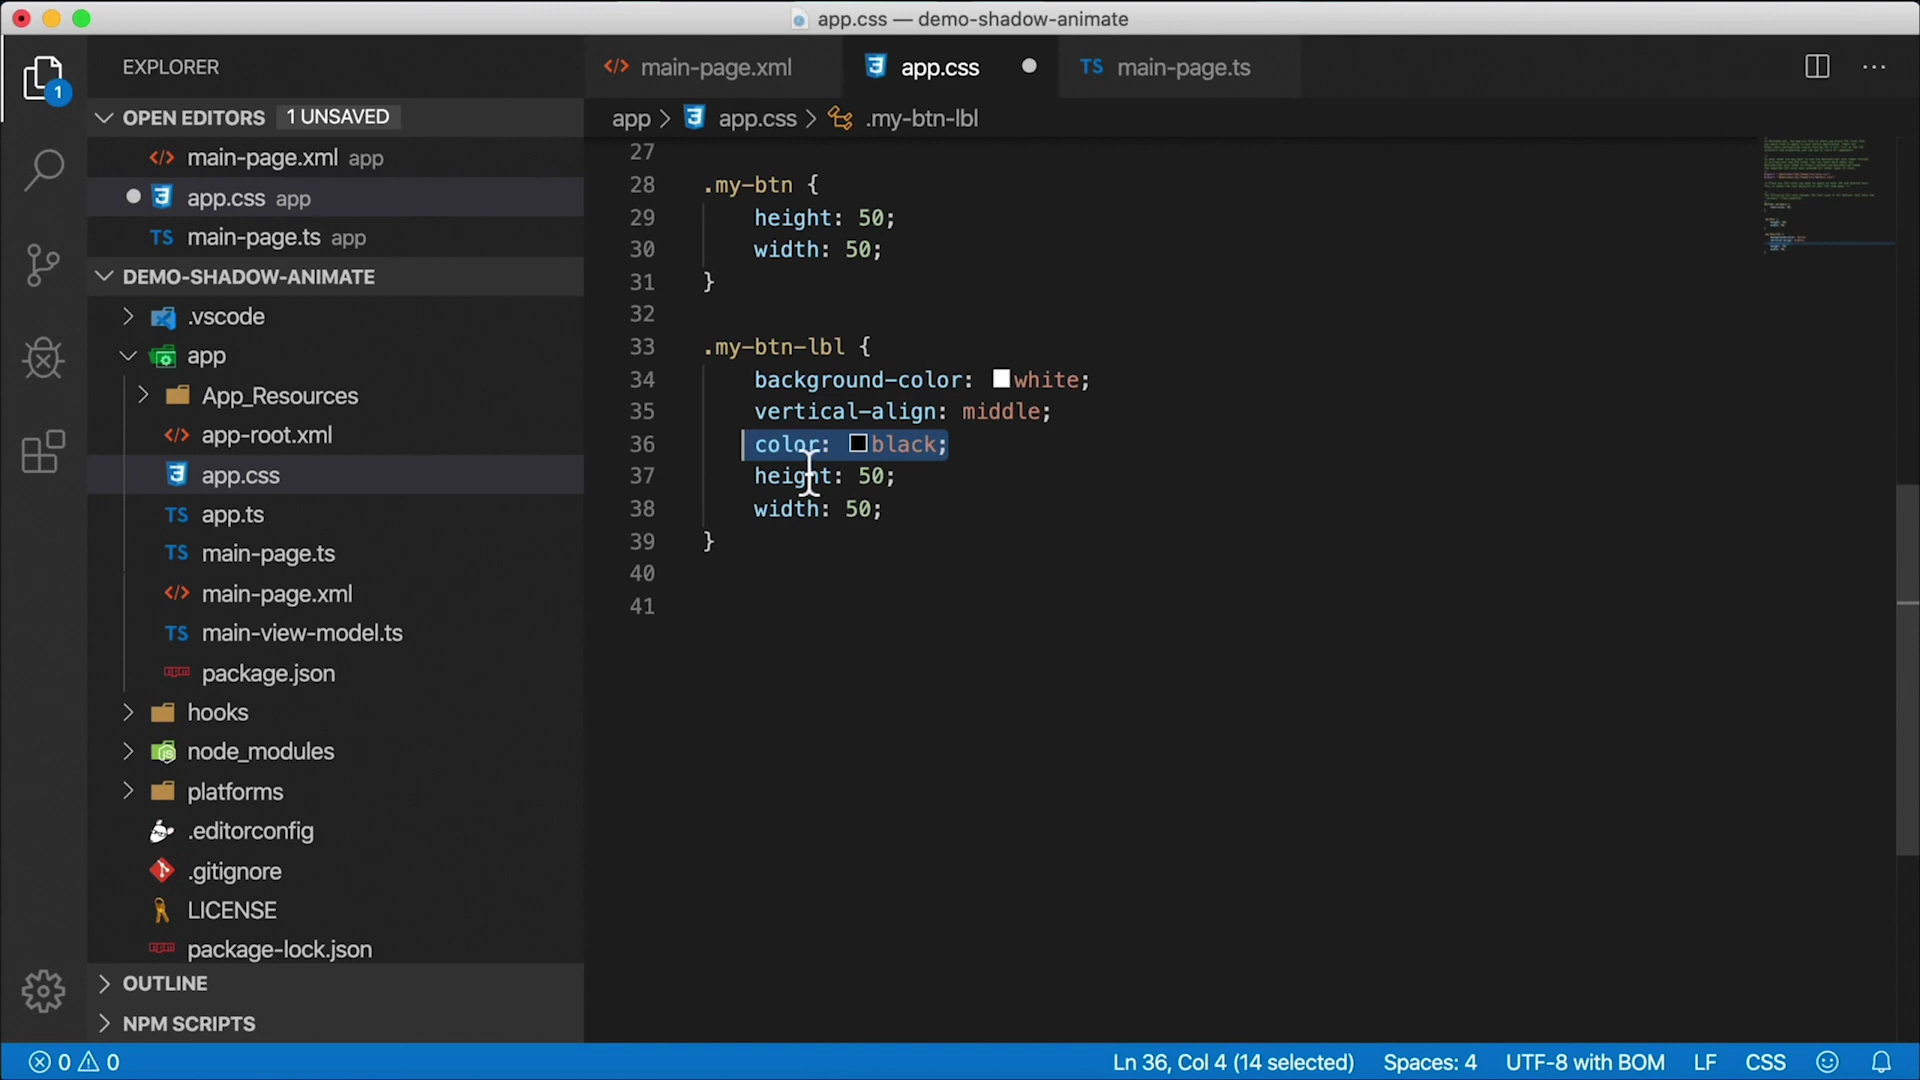 app.css — demo-shadow-animate
EXPLORER
1
OPEN EDITORS 1 UNSAVED
main-page.xml app
app.css app
TS main-page.ts app
DEMO-SHADOW-ANIMATE
.vscode
app
App_Resources
app-root.xml
app.css
TS app.ts
TS main-page.ts
main-page.xml
TS main-view-model.ts
package.json
hooks
node_modules
platforms
.editorconfig
.gitignore
LICENSE
package-lock.json
OUTLINE
NPM SCRIPTS
main-page.xml app.css TS main-page.ts
app > app.css > .my-btn-lbl
27
28 .my-btn {
29 height: 50;
30 width: 50;
31 }
32
33 .my-btn-lbl {
34 background-color: white;
35 vertical-align: middle;
36 color: black;
37 height: 50;
38 width: 50;
39 }
40
41
0 0 Ln 36, Col 4 (14 selected) Spaces: 4 UTF-8 with BOM LF CSS